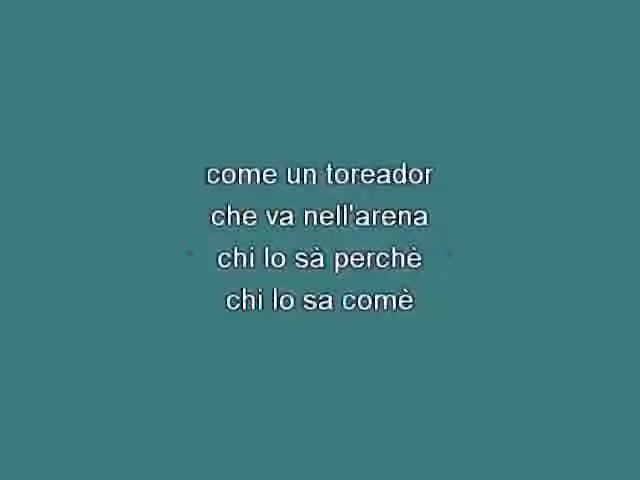 come un toreador
che va nell'arena
chi lo sà perchè
chi lo sa comè